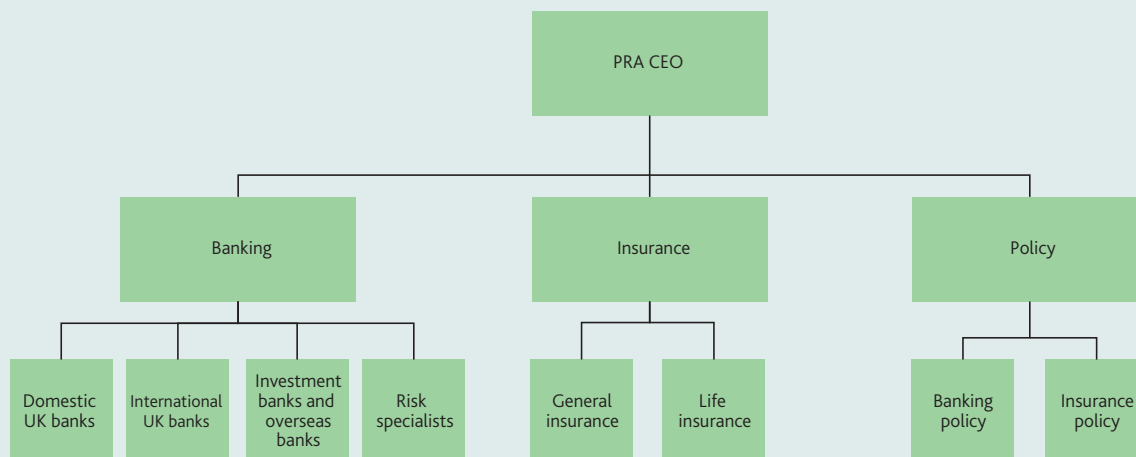 PRA CEO
Banking
Insurance
Policy
Domestic
UK banks
International
UK banks
Investment
banks and
overseas
banks
Risk
specialists
General
insurance
Life
insurance
Banking
policy
Insurance
policy